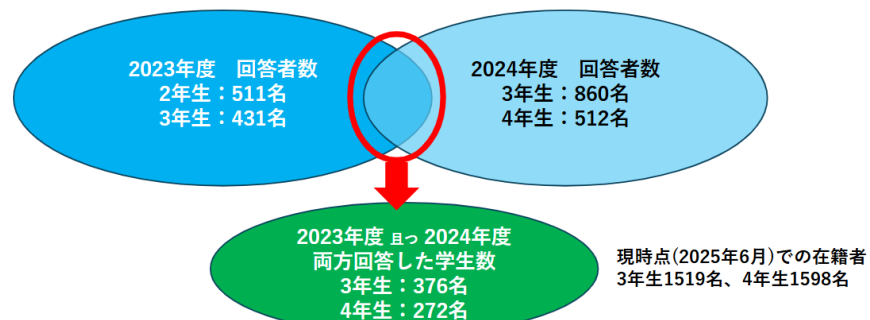 2023年度　回答者数
2年生：511名
3年生：431名
2024年度　回答者数
3年生：860名
4年生：512名
2023年度 且つ 2024年度
両方回答した学生数
3年生：376名
4年生：272名
現時点(2025年6月)での在籍者
3年生1519名、4年生1598名